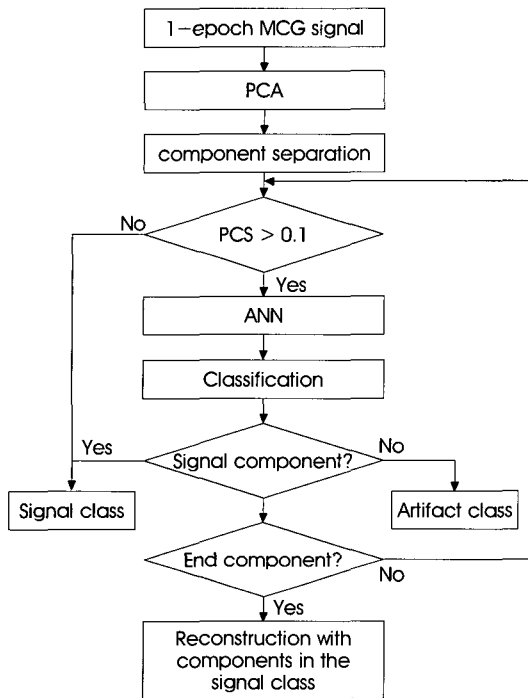 1-epoch MCG signal
PCA
component separation
No
PCS > 0.1
Yes
ANN
Classification
Yes
Signal component?
No
Signal class
Artifact class
End component?
No
Yes
Reconstruction with
components in the
signal class